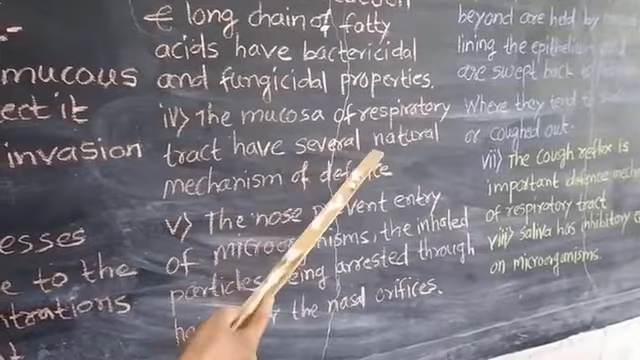 mucous
ect it
invasion
esses
e to the
ntrations
& long chain of fatty
acids have bactericidal
and fungicidal properties.
iv) The mucosa of respiratory
tract have several natural
mechanism of defence
v) The nose prevent entry
of microorganisms, the inhaled
particles being arrested through
the nasal orifices.
beyond are held by
lining the epithelium
are swept back to
Where they tend to
or coughed out.
vii) The cough reflex is
important defence mech
of respiratory tract
viii) saliva has inhibitory
on microorganisms.